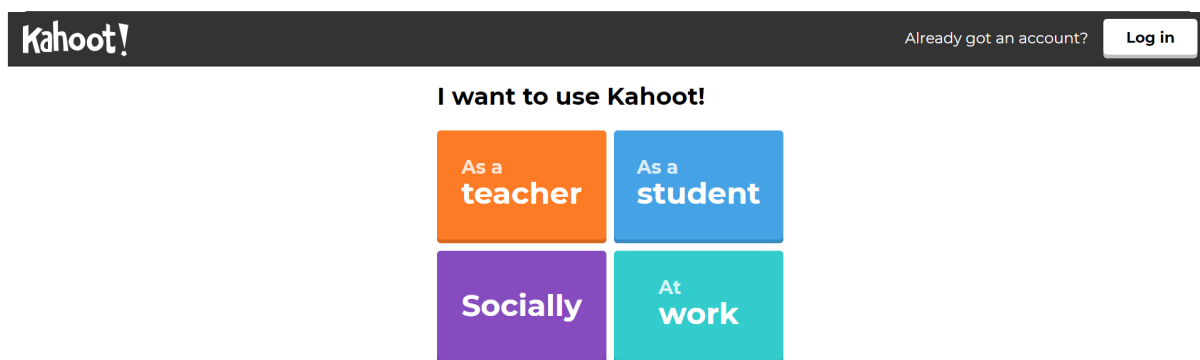 Kahoot!
Already got an account?
Log in
I want to use Kahoot!
As a
teacher
As a
student
Socially
At
work